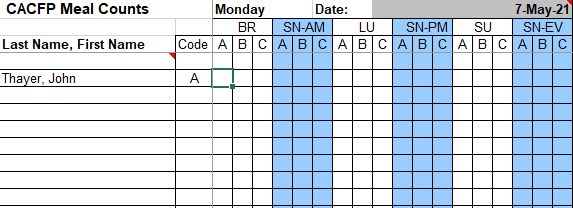 CACFP Meal Counts Monday Date: 7-May-21
BR SN-AM LU SN-PM SU SN-EV
Last Name, First Name Code A B C A B C A B C A B C A B C A B C
Thayer, John A